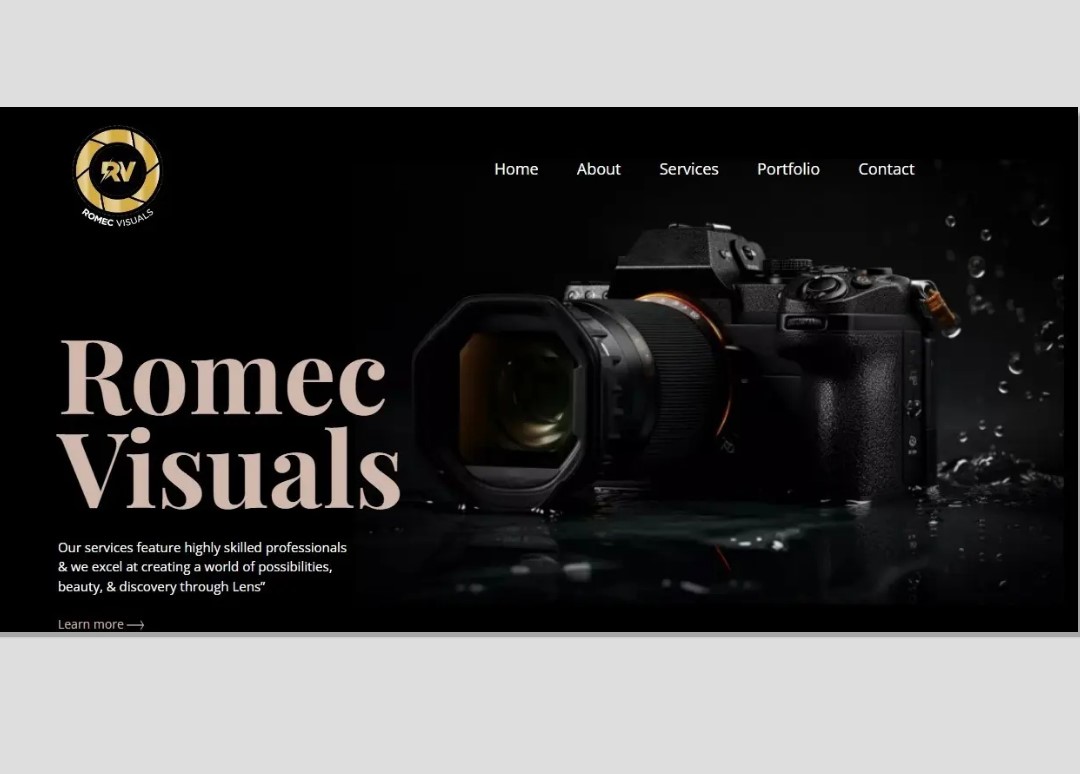 RV
ROMEC VISUALS
Home About Services Portfolio Contact
Romec
Visuals
Our services feature highly skilled professionals
& we excel at creating a world of possibilities,
beauty, & discovery through Lens”
Learn more ⟶